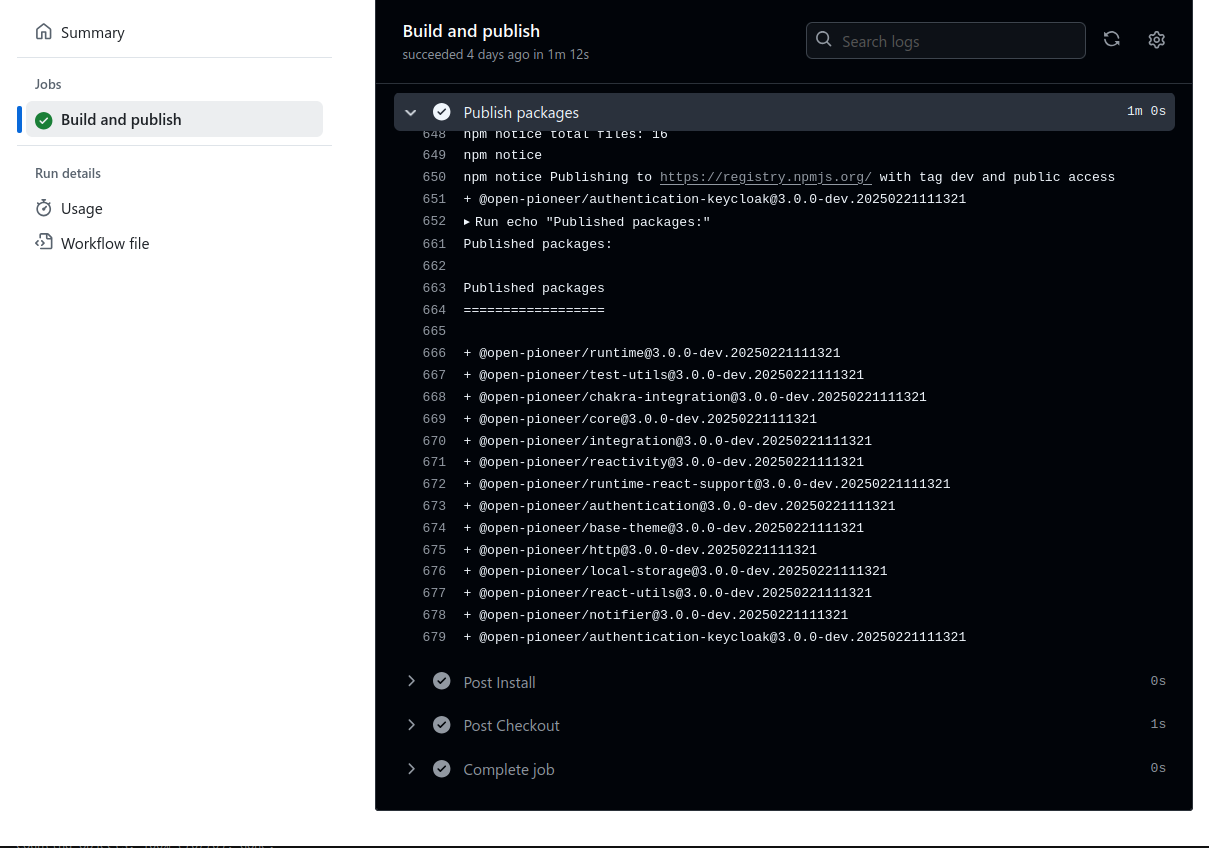 Summary
Jobs
Build and publish
Run details
Usage
Workflow file
Build and publish
succeeded 4 days ago in 1m 12s
Search logs
Publish packages 1m 0s
648 npm notice total files: 16
649 npm notice
650 npm notice Publishing to https://registry.npmjs.org/ with tag dev and public access
651 + @open-pioneer/authentication-keycloak@3.0.0-dev.20250221111321
652 ▸ Run echo "Published packages:"
661 Published packages:
662
663 Published packages
664 ==================
665
666 + @open-pioneer/runtime@3.0.0-dev.20250221111321
667 + @open-pioneer/test-utils@3.0.0-dev.20250221111321
668 + @open-pioneer/chakra-integration@3.0.0-dev.20250221111321
669 + @open-pioneer/core@3.0.0-dev.20250221111321
670 + @open-pioneer/integration@3.0.0-dev.20250221111321
671 + @open-pioneer/reactivity@3.0.0-dev.20250221111321
672 + @open-pioneer/runtime-react-support@3.0.0-dev.20250221111321
673 + @open-pioneer/authentication@3.0.0-dev.20250221111321
674 + @open-pioneer/base-theme@3.0.0-dev.20250221111321
675 + @open-pioneer/http@3.0.0-dev.20250221111321
676 + @open-pioneer/local-storage@3.0.0-dev.20250221111321
677 + @open-pioneer/react-utils@3.0.0-dev.20250221111321
678 + @open-pioneer/notifier@3.0.0-dev.20250221111321
679 + @open-pioneer/authentication-keycloak@3.0.0-dev.20250221111321
Post Install 0s
Post Checkout 1s
Complete job 0s